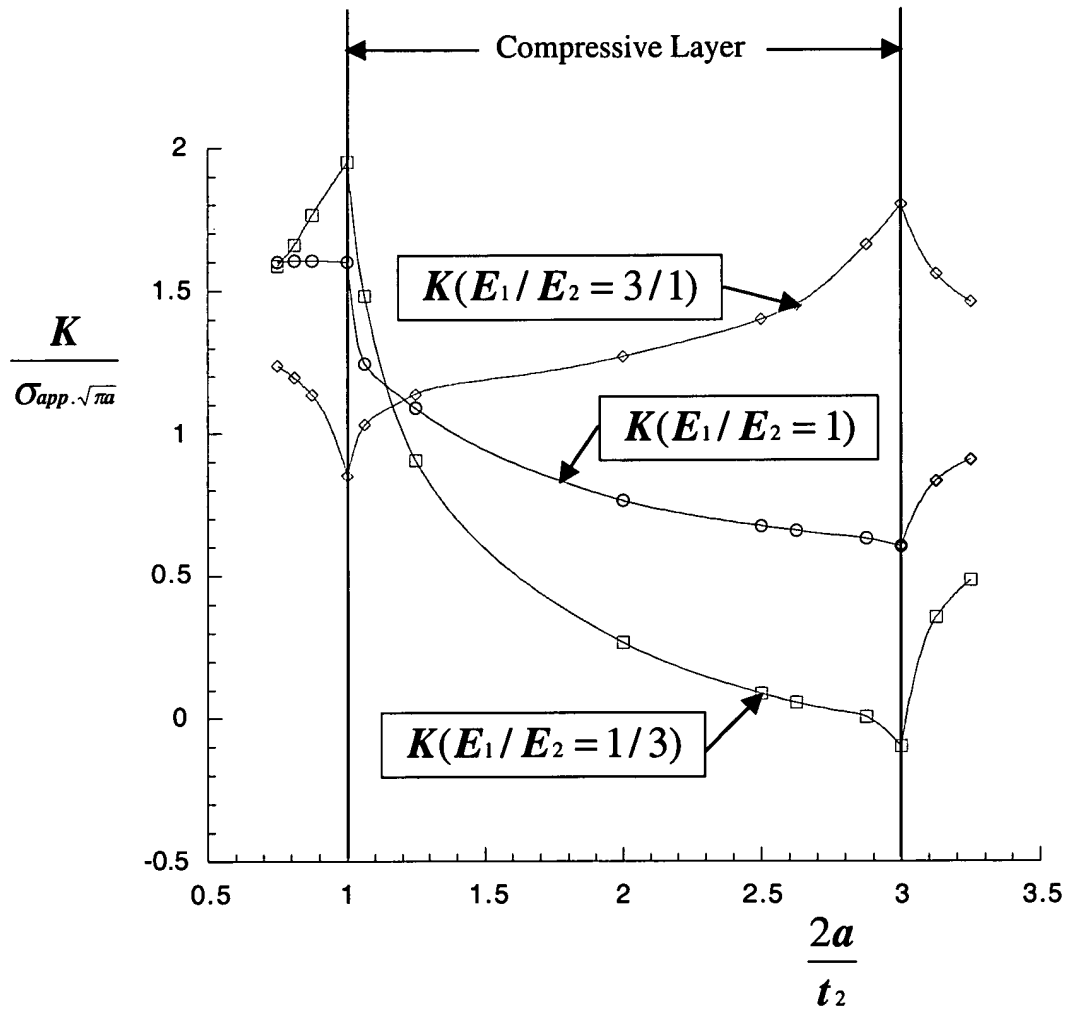 Compressive Layer
2
1.5
1
0.5
0
-0.5
K
σapp.√πa
K(E1/E2 = 3/1)
K(E1/E2 = 1)
K(E1/E2 = 1/3)
0.5 1 1.5 2 2.5 3 3.5
2a
t2